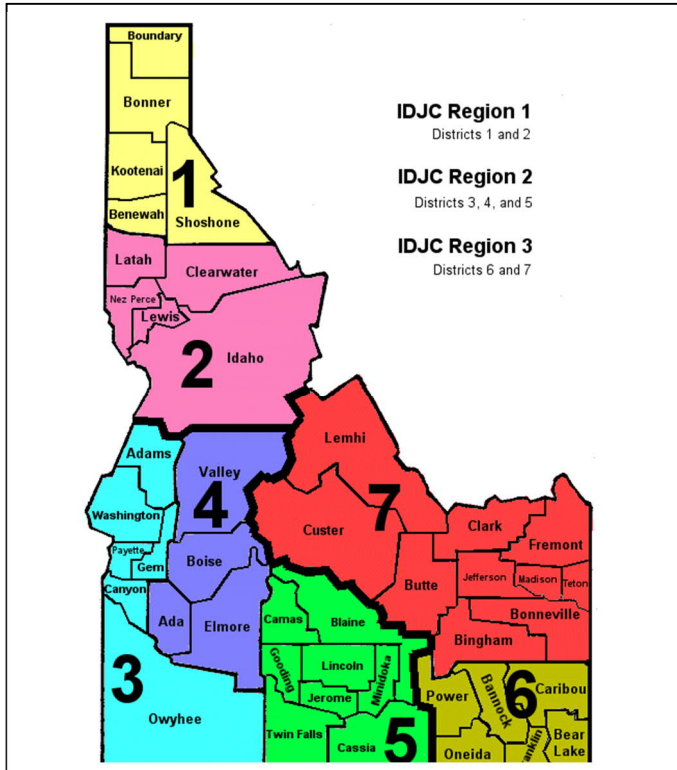 Boundary
Bonner
IDJC Region 1
Districts 1 and 2
Kootenai
1
IDJC Region 2
Districts 3, 4, and 5
Benewah
Shoshone
IDJC Region 3
Districts 6 and 7
Latah
Clearwater
Nez Perce
Lewis
2
Idaho
Lemhi
Adams
Valley
4
7
Washington
Custer
Clark
Fremont
Payette
Gem
Boise
Butte
Jefferson
Madison
Teton
Canyon
Ada
Elmore
Camas
Blaine
Bonneville
Bingham
3
Gooding
Lincoln
Minidoka
Jerome
Power
Bannock
6
Caribou
Owyhee
Twin Falls
Cassia
5
Oneida
Bear
Lake